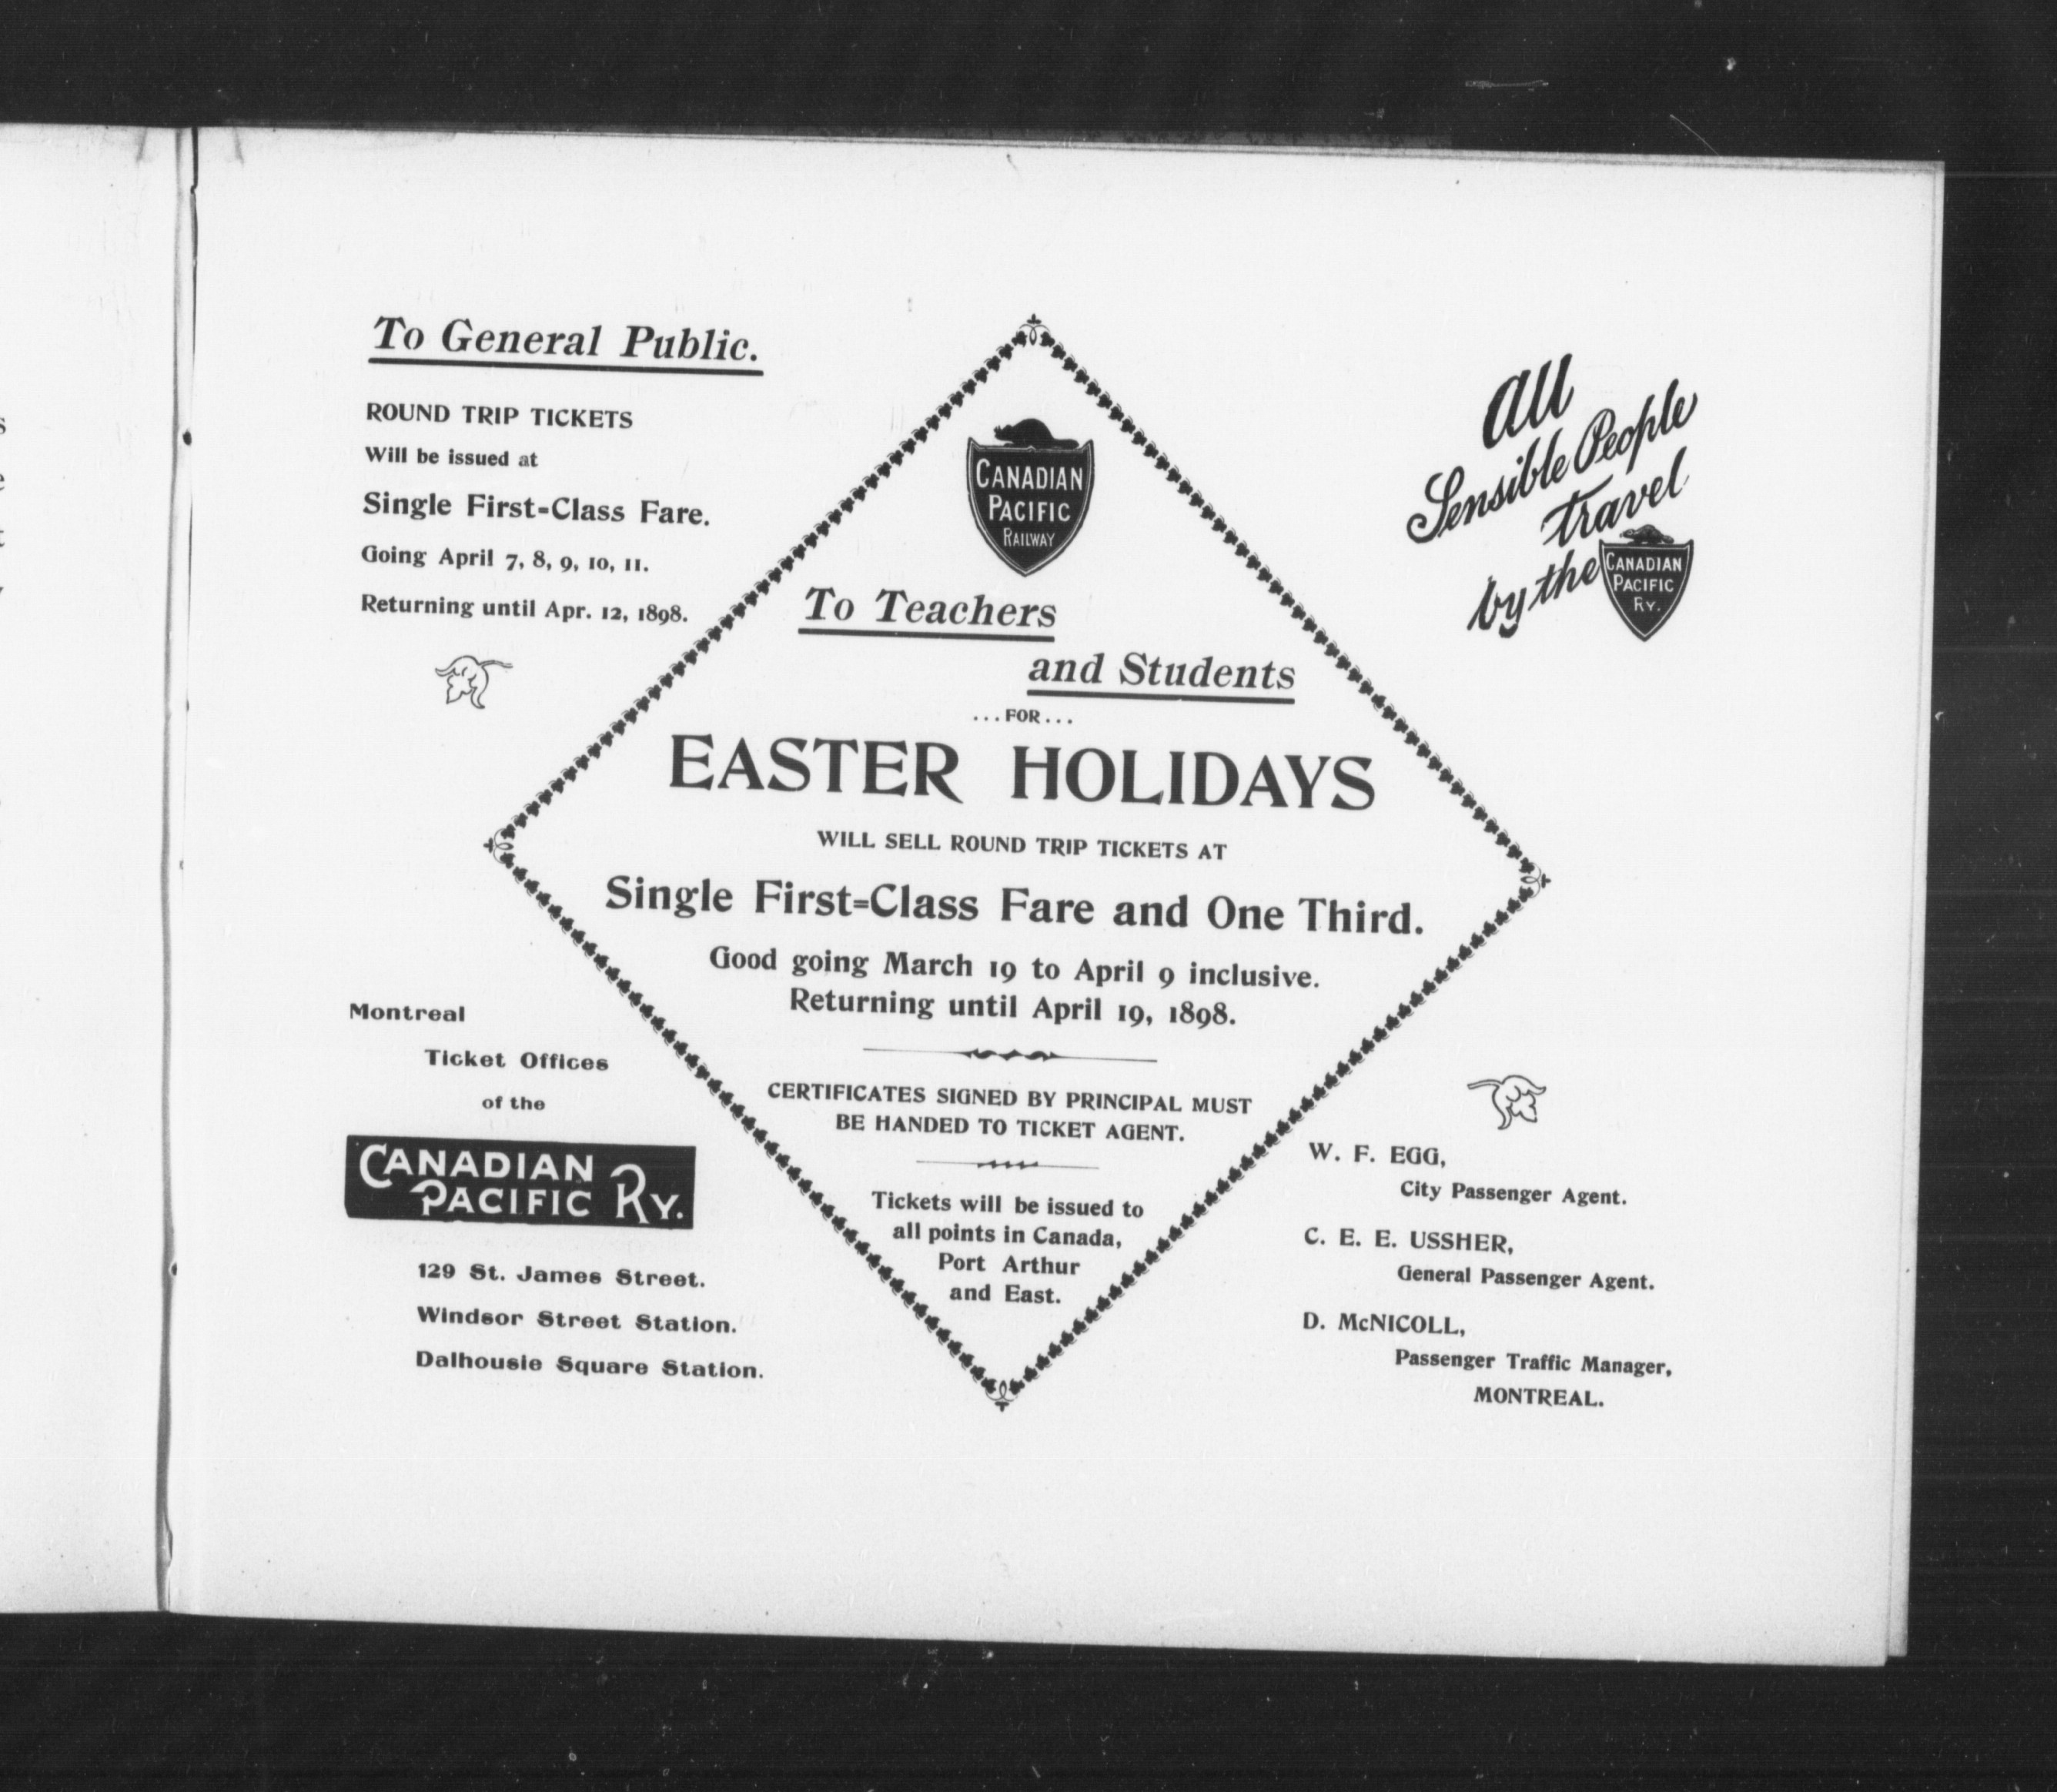 To General Public.
ROUND TRIP TICKETS
Will be issued at
Single First-Class Fare.
Going April 7, 8, 9, 10, 11.
Returning until Apr. 12, 1898.
CANADIAN
PACIFIC
RAILWAY
To Teachers
and Students
...FOR...
EASTER HOLIDAYS
WILL SELL ROUND TRIP TICKETS AT
Single First-Class Fare and One Third.
Good going March 19 to April 9 inclusive.
Returning until April 19, 1898.
CERTIFICATES SIGNED BY PRINCIPAL MUST
BE HANDED TO TICKET AGENT.
Tickets will be issued to
all points in Canada,
Port Arthur
and East.
All
Sensible People
travel
by the
CANADIAN
PACIFIC
RY.
Montreal
Ticket Offices
of the
CANADIAN
PACIFIC RY.
129 St. James Street.
Windsor Street Station.
Dalhousie Square Station.
W. F. EGG,
City Passenger Agent.
C. E. E. USSHER,
General Passenger Agent.
D. McNICOLL,
Passenger Traffic Manager,
MONTREAL.